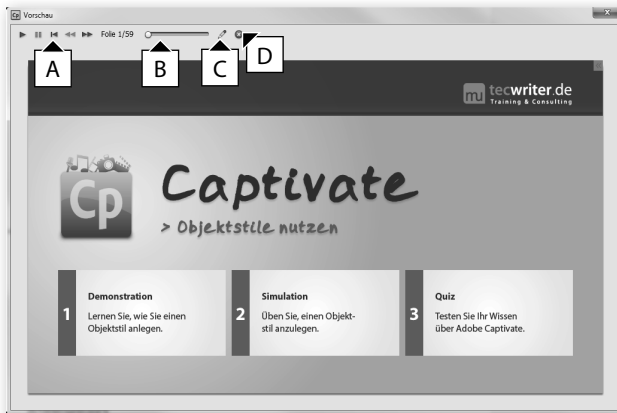 Cp Vorschau
Folie 1/59
A
B
C
D
mu tecwriter.de
Training & Consulting
Cp
Captivate
> Objektstile nutzen
1
Demonstration
Lernen Sie, wie Sie einen
Objektstil anlegen.
2
Simulation
Üben Sie, einen Objekt-
stil anzulegen.
3
Quiz
Testen Sie Ihr Wissen
über Adobe Captivate.